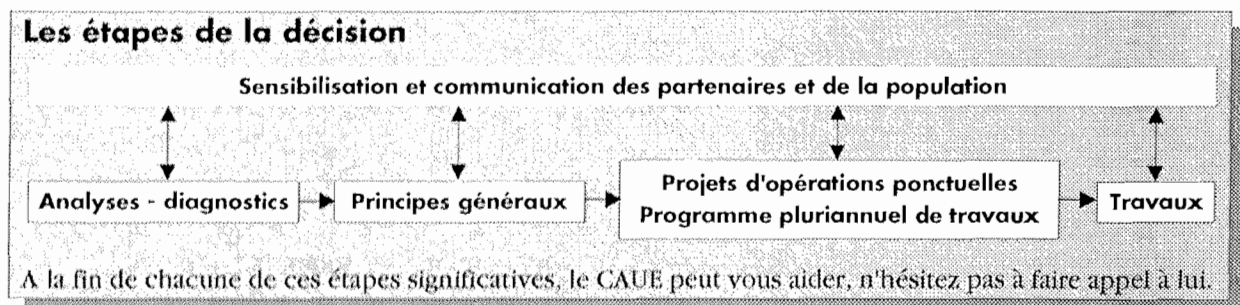 Les étapes de la décision
Sensibilisation et communication des partenaires et de la population
Analyses - diagnostics
Principes généraux
Projets d'opérations ponctuelles
Programme pluriannuel de travaux
Travaux
A la fin de chacune de ces étapes significatives, le CAUE peut vous aider, n'hésitez pas à faire appel à lui.